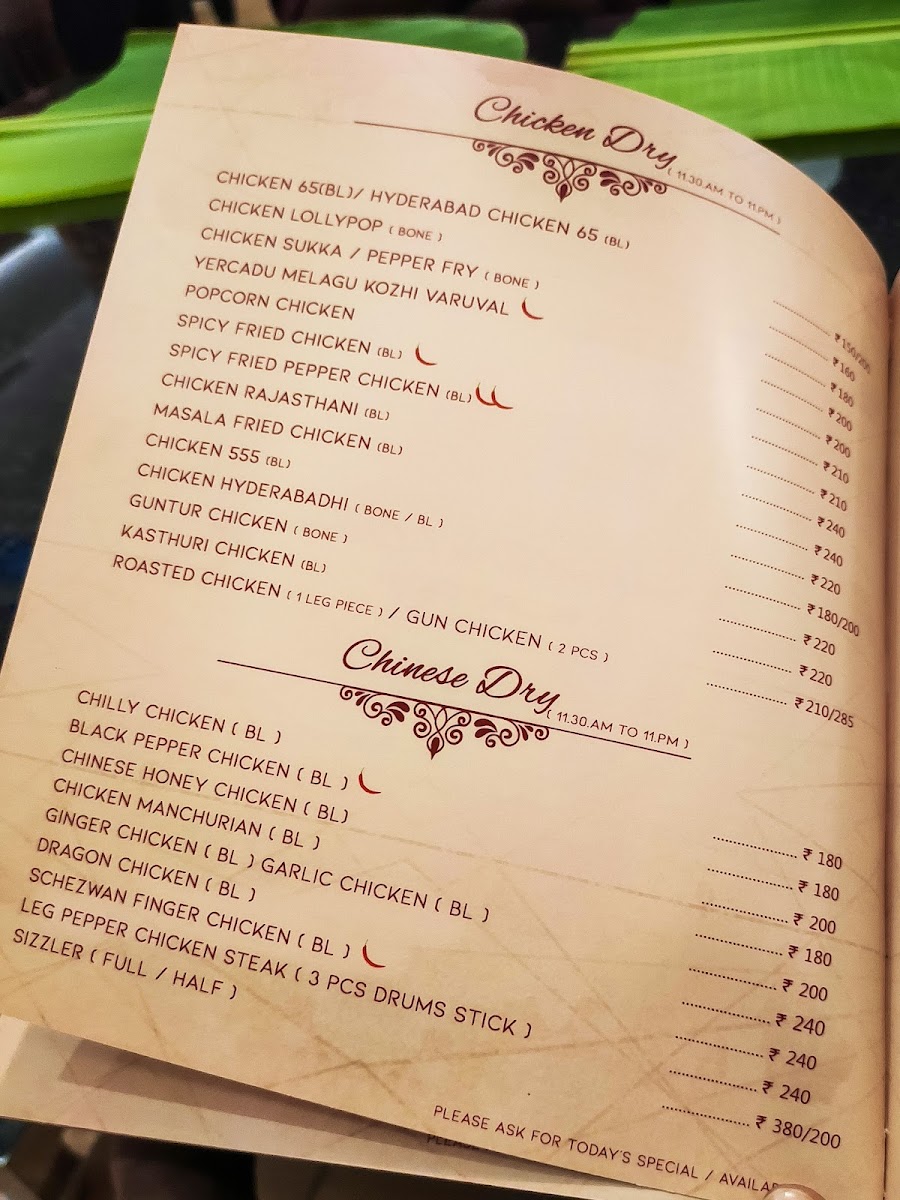 Chicken Dry ( 11.30.AM TO 11.PM )
CHICKEN 65(BL)/ HYDERABAD CHICKEN 65 (BL) ₹150/200
CHICKEN LOLLYPOP ( BONE ) ₹160
CHICKEN SUKKA / PEPPER FRY ( BONE ) ₹180
YERCADU MELAGU KOZHI VARUVAL ₹200
POPCORN CHICKEN ₹200
SPICY FRIED CHICKEN (BL) ₹210
SPICY FRIED PEPPER CHICKEN (BL) ₹210
CHICKEN RAJASTHANI (BL) ₹240
MASALA FRIED CHICKEN (BL) ₹240
CHICKEN 555 (BL) ₹220
CHICKEN HYDERABADHI ( BONE / BL ) ₹180/200
GUNTUR CHICKEN ( BONE ) ₹220
KASTHURI CHICKEN (BL) ₹220
ROASTED CHICKEN ( 1 LEG PIECE ) / GUN CHICKEN ( 2 PCS ) ₹210/285
Chinese Dry ( 11.30.AM TO 11.PM )
CHILLY CHICKEN ( BL ) ₹ 180
BLACK PEPPER CHICKEN ( BL ) ₹ 180
CHINESE HONEY CHICKEN ( BL) ₹ 200
CHICKEN MANCHURIAN ( BL ) ₹ 180
GINGER CHICKEN ( BL ) GARLIC CHICKEN ( BL ) ₹ 200
DRAGON CHICKEN ( BL ) ₹ 240
SCHEZWAN FINGER CHICKEN ( BL ) ₹ 240
LEG PEPPER CHICKEN STEAK ( 3 PCS DRUMS STICK ) ₹ 240
SIZZLER ( FULL / HALF ) ₹ 380/200
PLEASE ASK FOR TODAY'S SPECIAL /